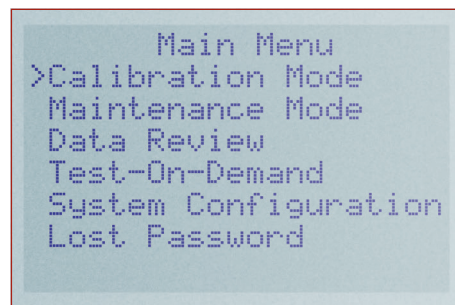 Main Menu
>Calibration Mode
Maintenance Mode
Data Review
Test-On-Demand
System Configuration
Lost Password